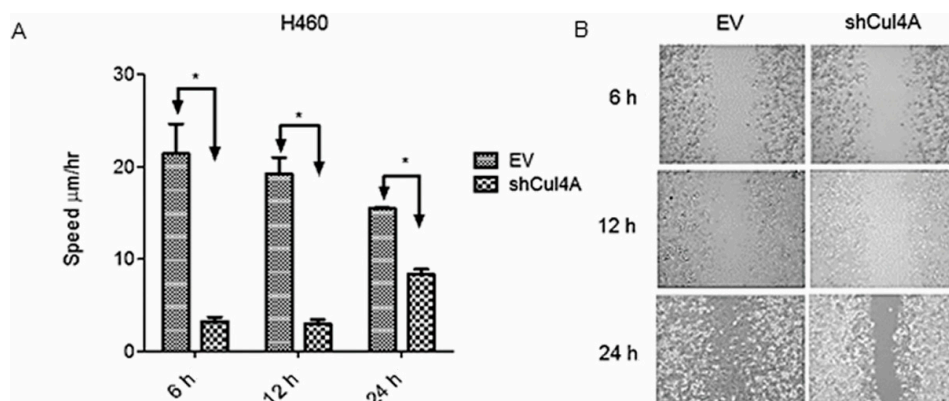 A
H460
Speed μm/hr
30
20
10
0
*
*
*
6 h
12 h
24 h
EV
shCul4A
B
EV
shCul4A
6 h
12 h
24 h